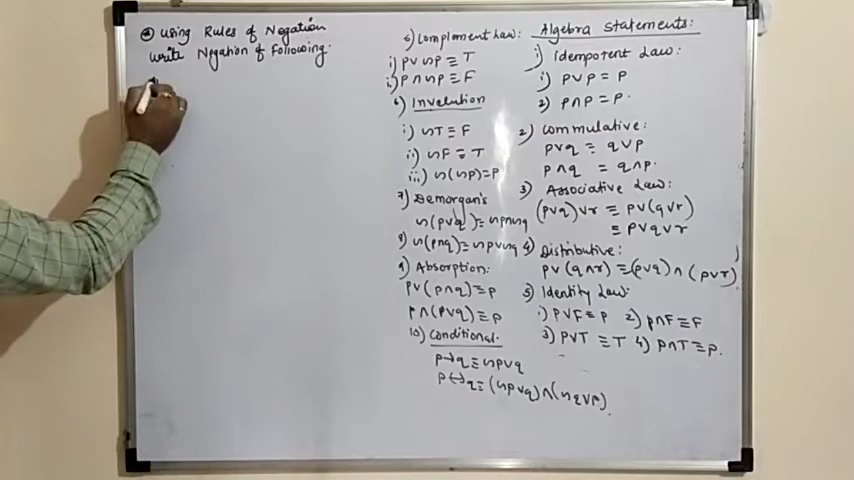 Using Rules of Negation
write Negation of Following:
Algebra Statements:
1) Idempotent Law:
1) p∨p = p
2) p∧p = p.
2) Commutative:
p∨q ≡ q∨p
p∧q = q∧p.
3) Associative Law:
(p∨q)∨r ≡ p∨(q∨r)
≡ p∨q∨r
4) Distributive:
p∨(q∧r) ≡ (p∨q)∧(p∨r)
5) Identity Law:
1) p∨F ≡ p 2) p∧F ≡ F
3) p∨T ≡ T 4) p∧T ≡ p.
5) Complement Law:
i) p∨∽p ≡ T
ii) p∧∽p ≡ F
6) Involution
i) ∽T ≡ F
ii) ∽F ≡ T
iii) ∽(∽p) = p
7) Demorgan's
∽(p∨q) ≡ ∽p∧∽q
8) ∽(p∧q) ≡ ∽p∨∽q
9) Absorption:
p∨(p∧q) ≡ p
p∧(p∨q) ≡ p
10) Conditional.
p→q ≡ ∽p∨q
p↔q ≡ (∽p∨q)∧(∽q∨p).